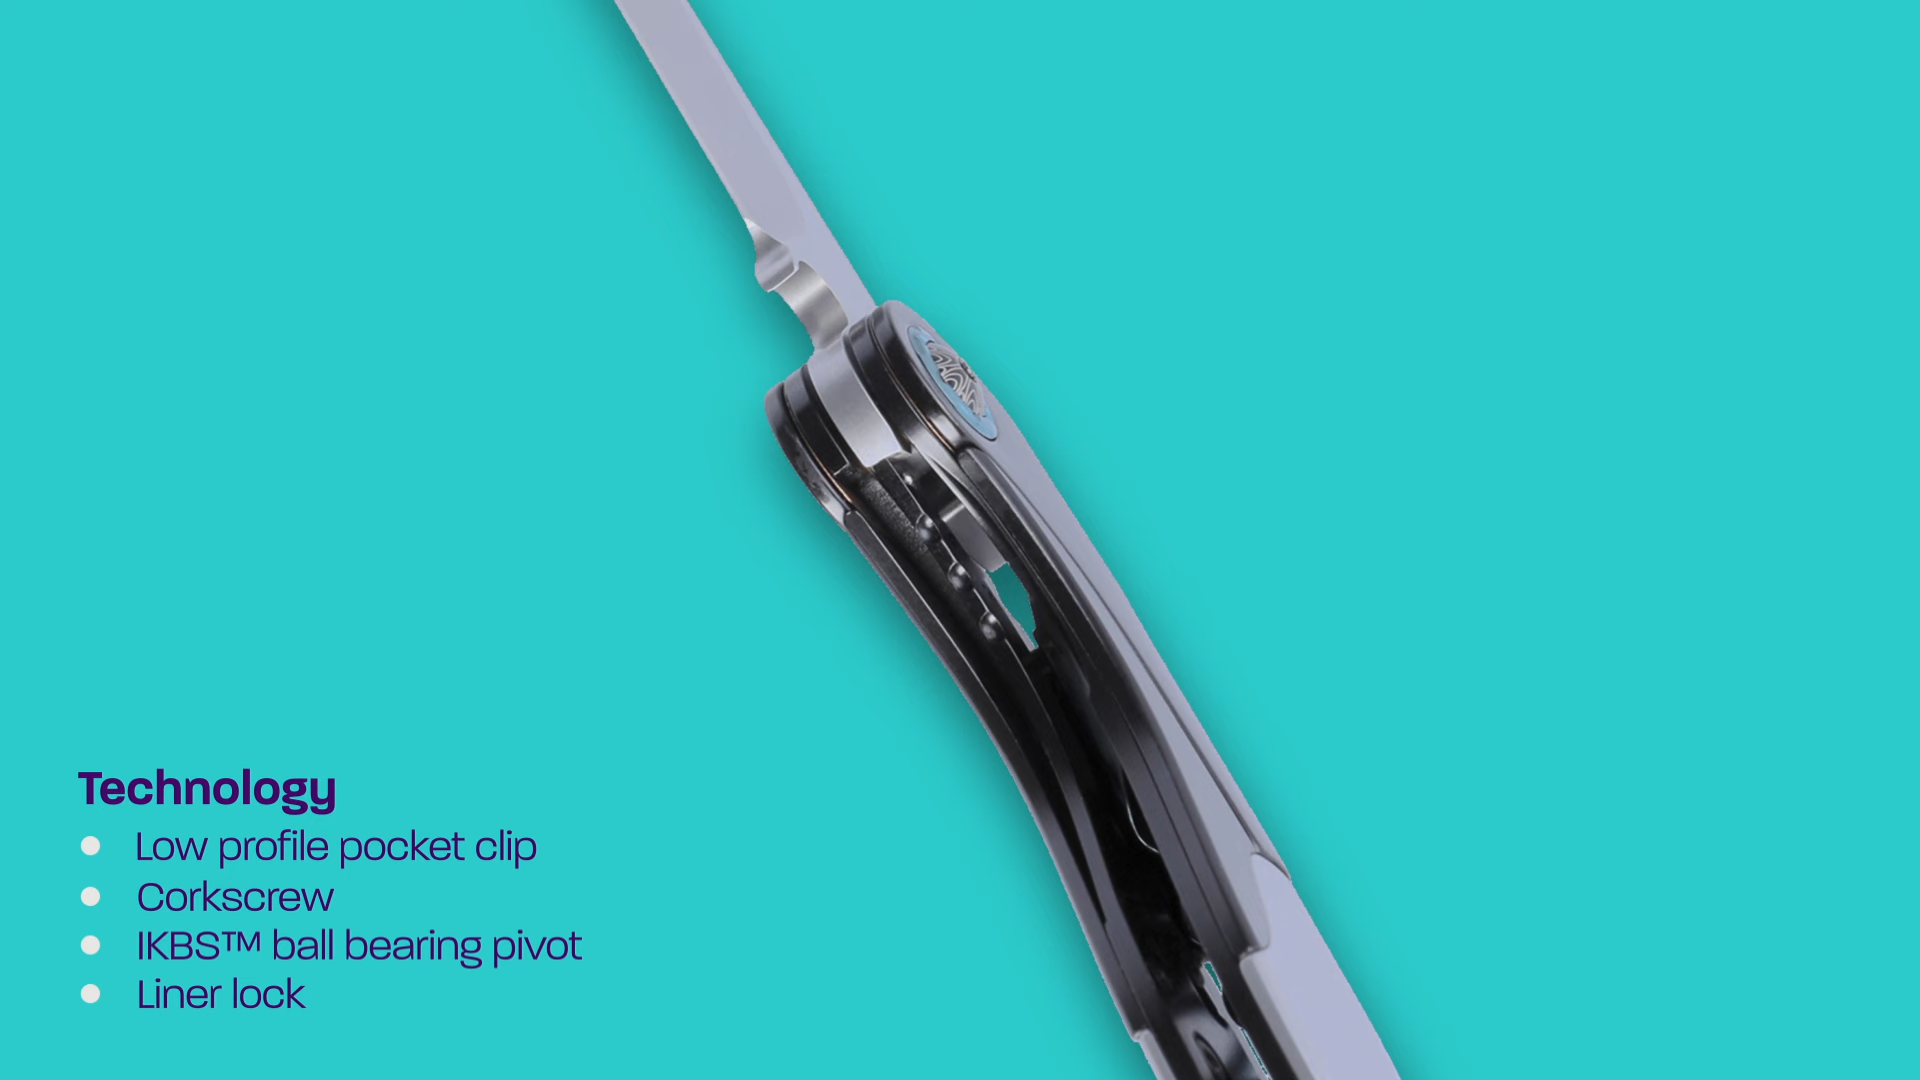 Technology
Low profile pocket clip
Corkscrew
IKBS™ ball bearing pivot
Liner lock